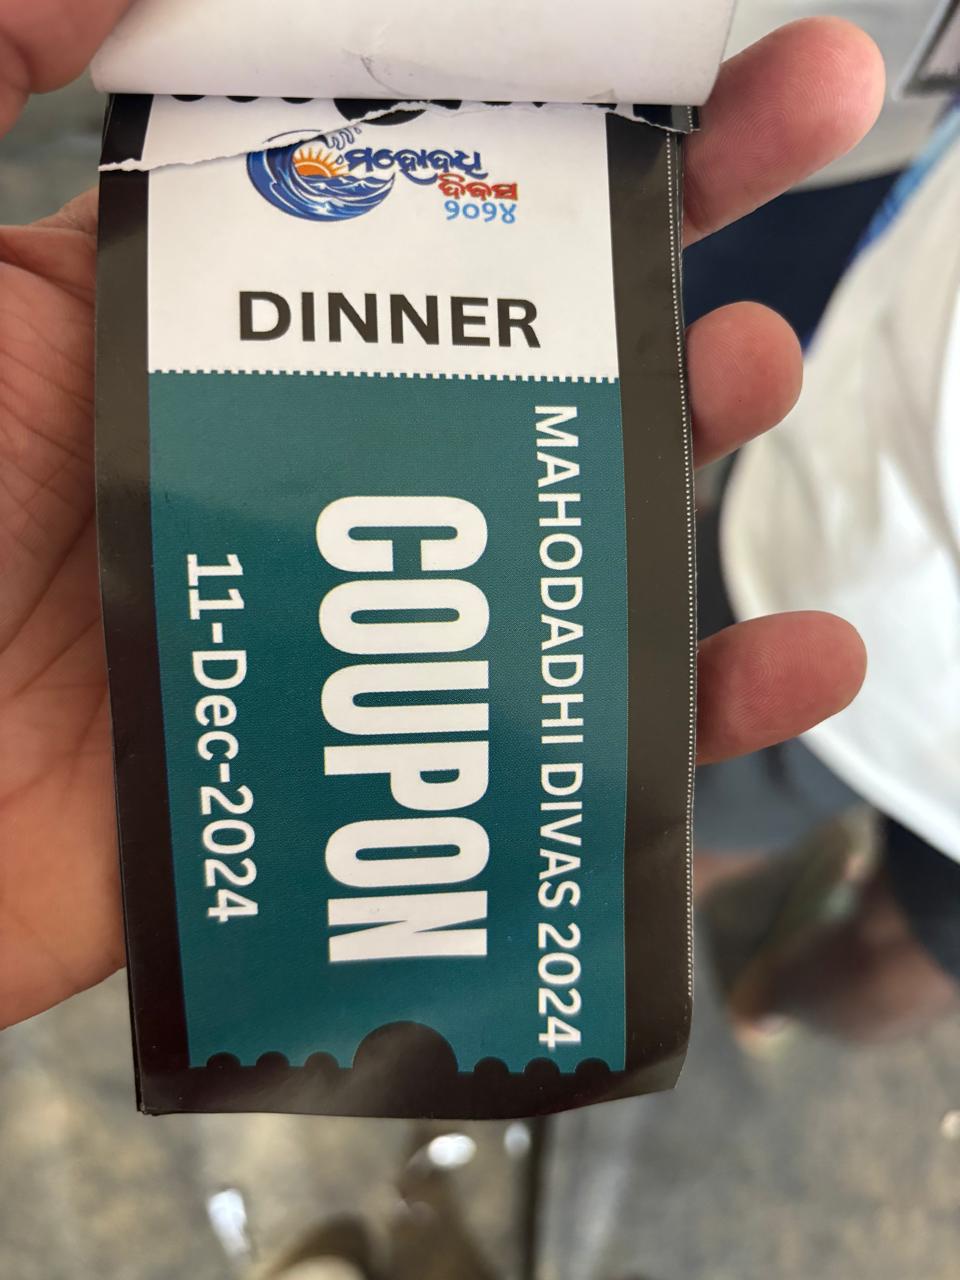 ମହୋଦଧି
ଦିବସ
୨୦୨୪
DINNER
MAHODADHI DIVAS 2024
COUPON
11-Dec-2024